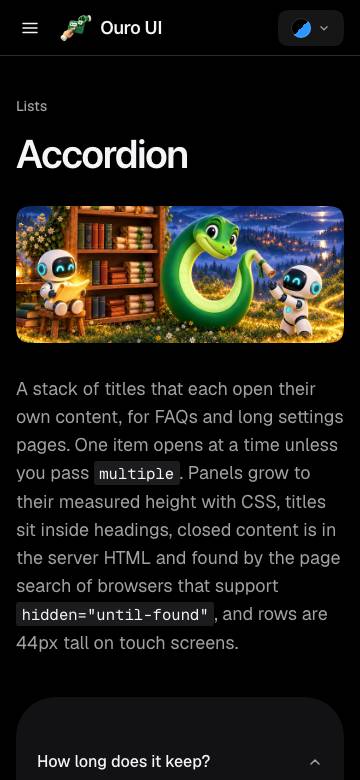 Ouro UI
Lists
Accordion
A stack of titles that each open their
own content, for FAQs and long settings
pages. One item opens at a time unless
you pass multiple. Panels grow to
their measured height with CSS, titles
sit inside headings, closed content is in
the server HTML and found by the page
search of browsers that support
hidden="until-found", and rows are
44px tall on touch screens.
How long does it keep?